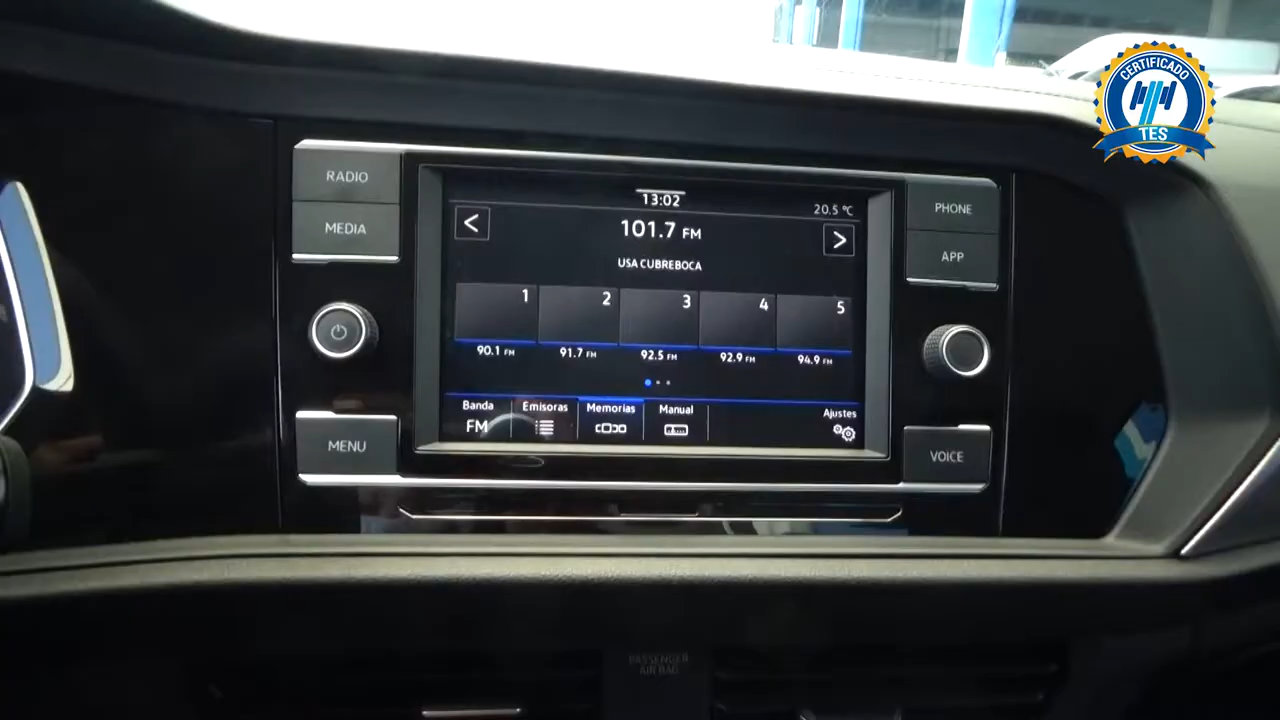 CERTIFICADO
TES
RADIO
MEDIA
MENU
13:02
20.5 °C
<
101.7 FM
>
USA CUBREBOCA
1
2
3
4
5
90.1 FM
91.7 FM
92.5 FM
92.9 FM
94.9 FM
Banda
FM
Emisoras
Memorias
Manual
Ajustes
PHONE
APP
VOICE
PASSENGER
AIR BAG